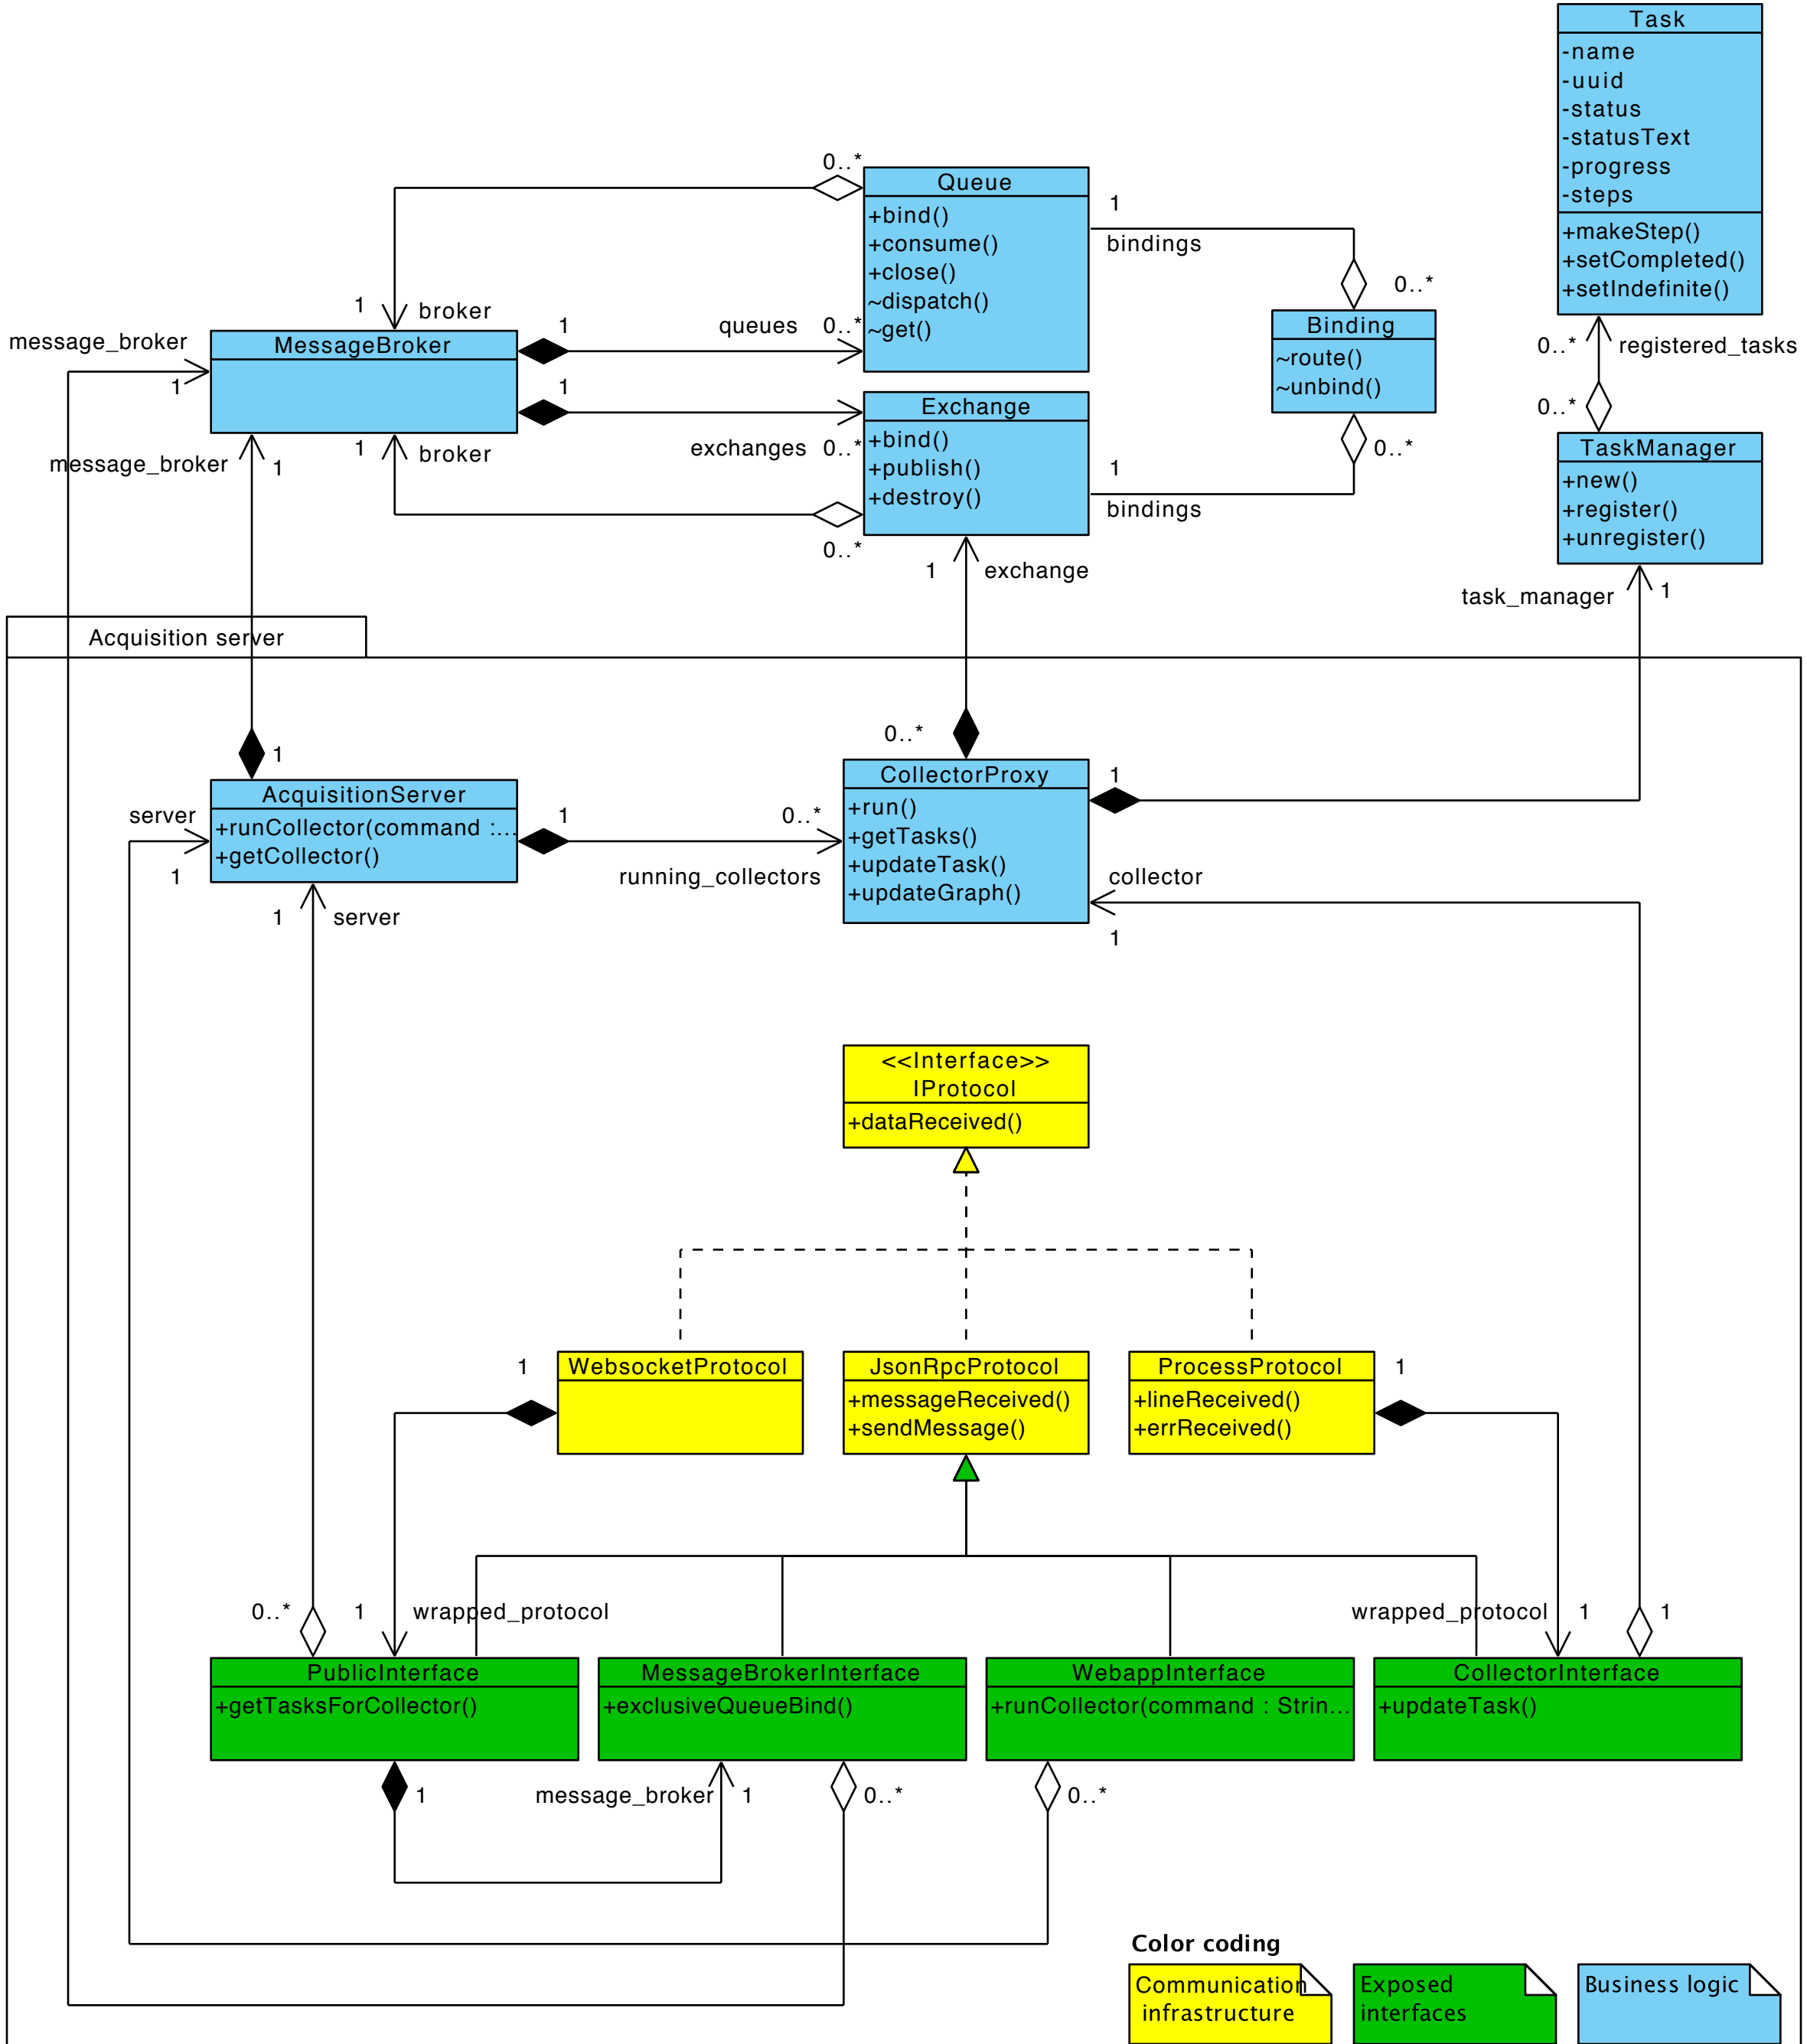 Task
-name
-uuid
-status
-statusText
-progress
-steps
+makeStep()
+setCompleted()
+setIndefinite()
0..*
Queue
+bind()
+consume()
+close()
~dispatch()
~get()
1
bindings
0..*
1
broker
message_broker
1
MessageBroker
1
queues
0..*
Binding
~route()
~unbind()
0..*
registered_tasks
1
exchanges
0..*
Exchange
+bind()
+publish()
+destroy()
0..*
0..*
TaskManager
+new()
+register()
+unregister()
message_broker
1
1
broker
1
bindings
0..*
1
exchange
task_manager
1
Acquisition server
1
0..*
AcquisitionServer
+runCollector(command :...
+getCollector()
server
1
1
0..*
running_collectors
CollectorProxy
+run()
+getTasks()
+updateTask()
+updateGraph()
1
collector
1
1
server
<<Interface>>
IProtocol
+dataReceived()
1
WebsocketProtocol
JsonRpcProtocol
+messageReceived()
+sendMessage()
ProcessProtocol
+lineReceived()
+errReceived()
1
0..*
1
wrapped_protocol
wrapped_protocol
1
1
PublicInterface
+getTasksForCollector()
MessageBrokerInterface
+exclusiveQueueBind()
WebappInterface
+runCollector(command : Strin...
CollectorInterface
+updateTask()
1
message_broker
1
0..*
0..*
Color coding
Communication
infrastructure
Exposed
interfaces
Business logic